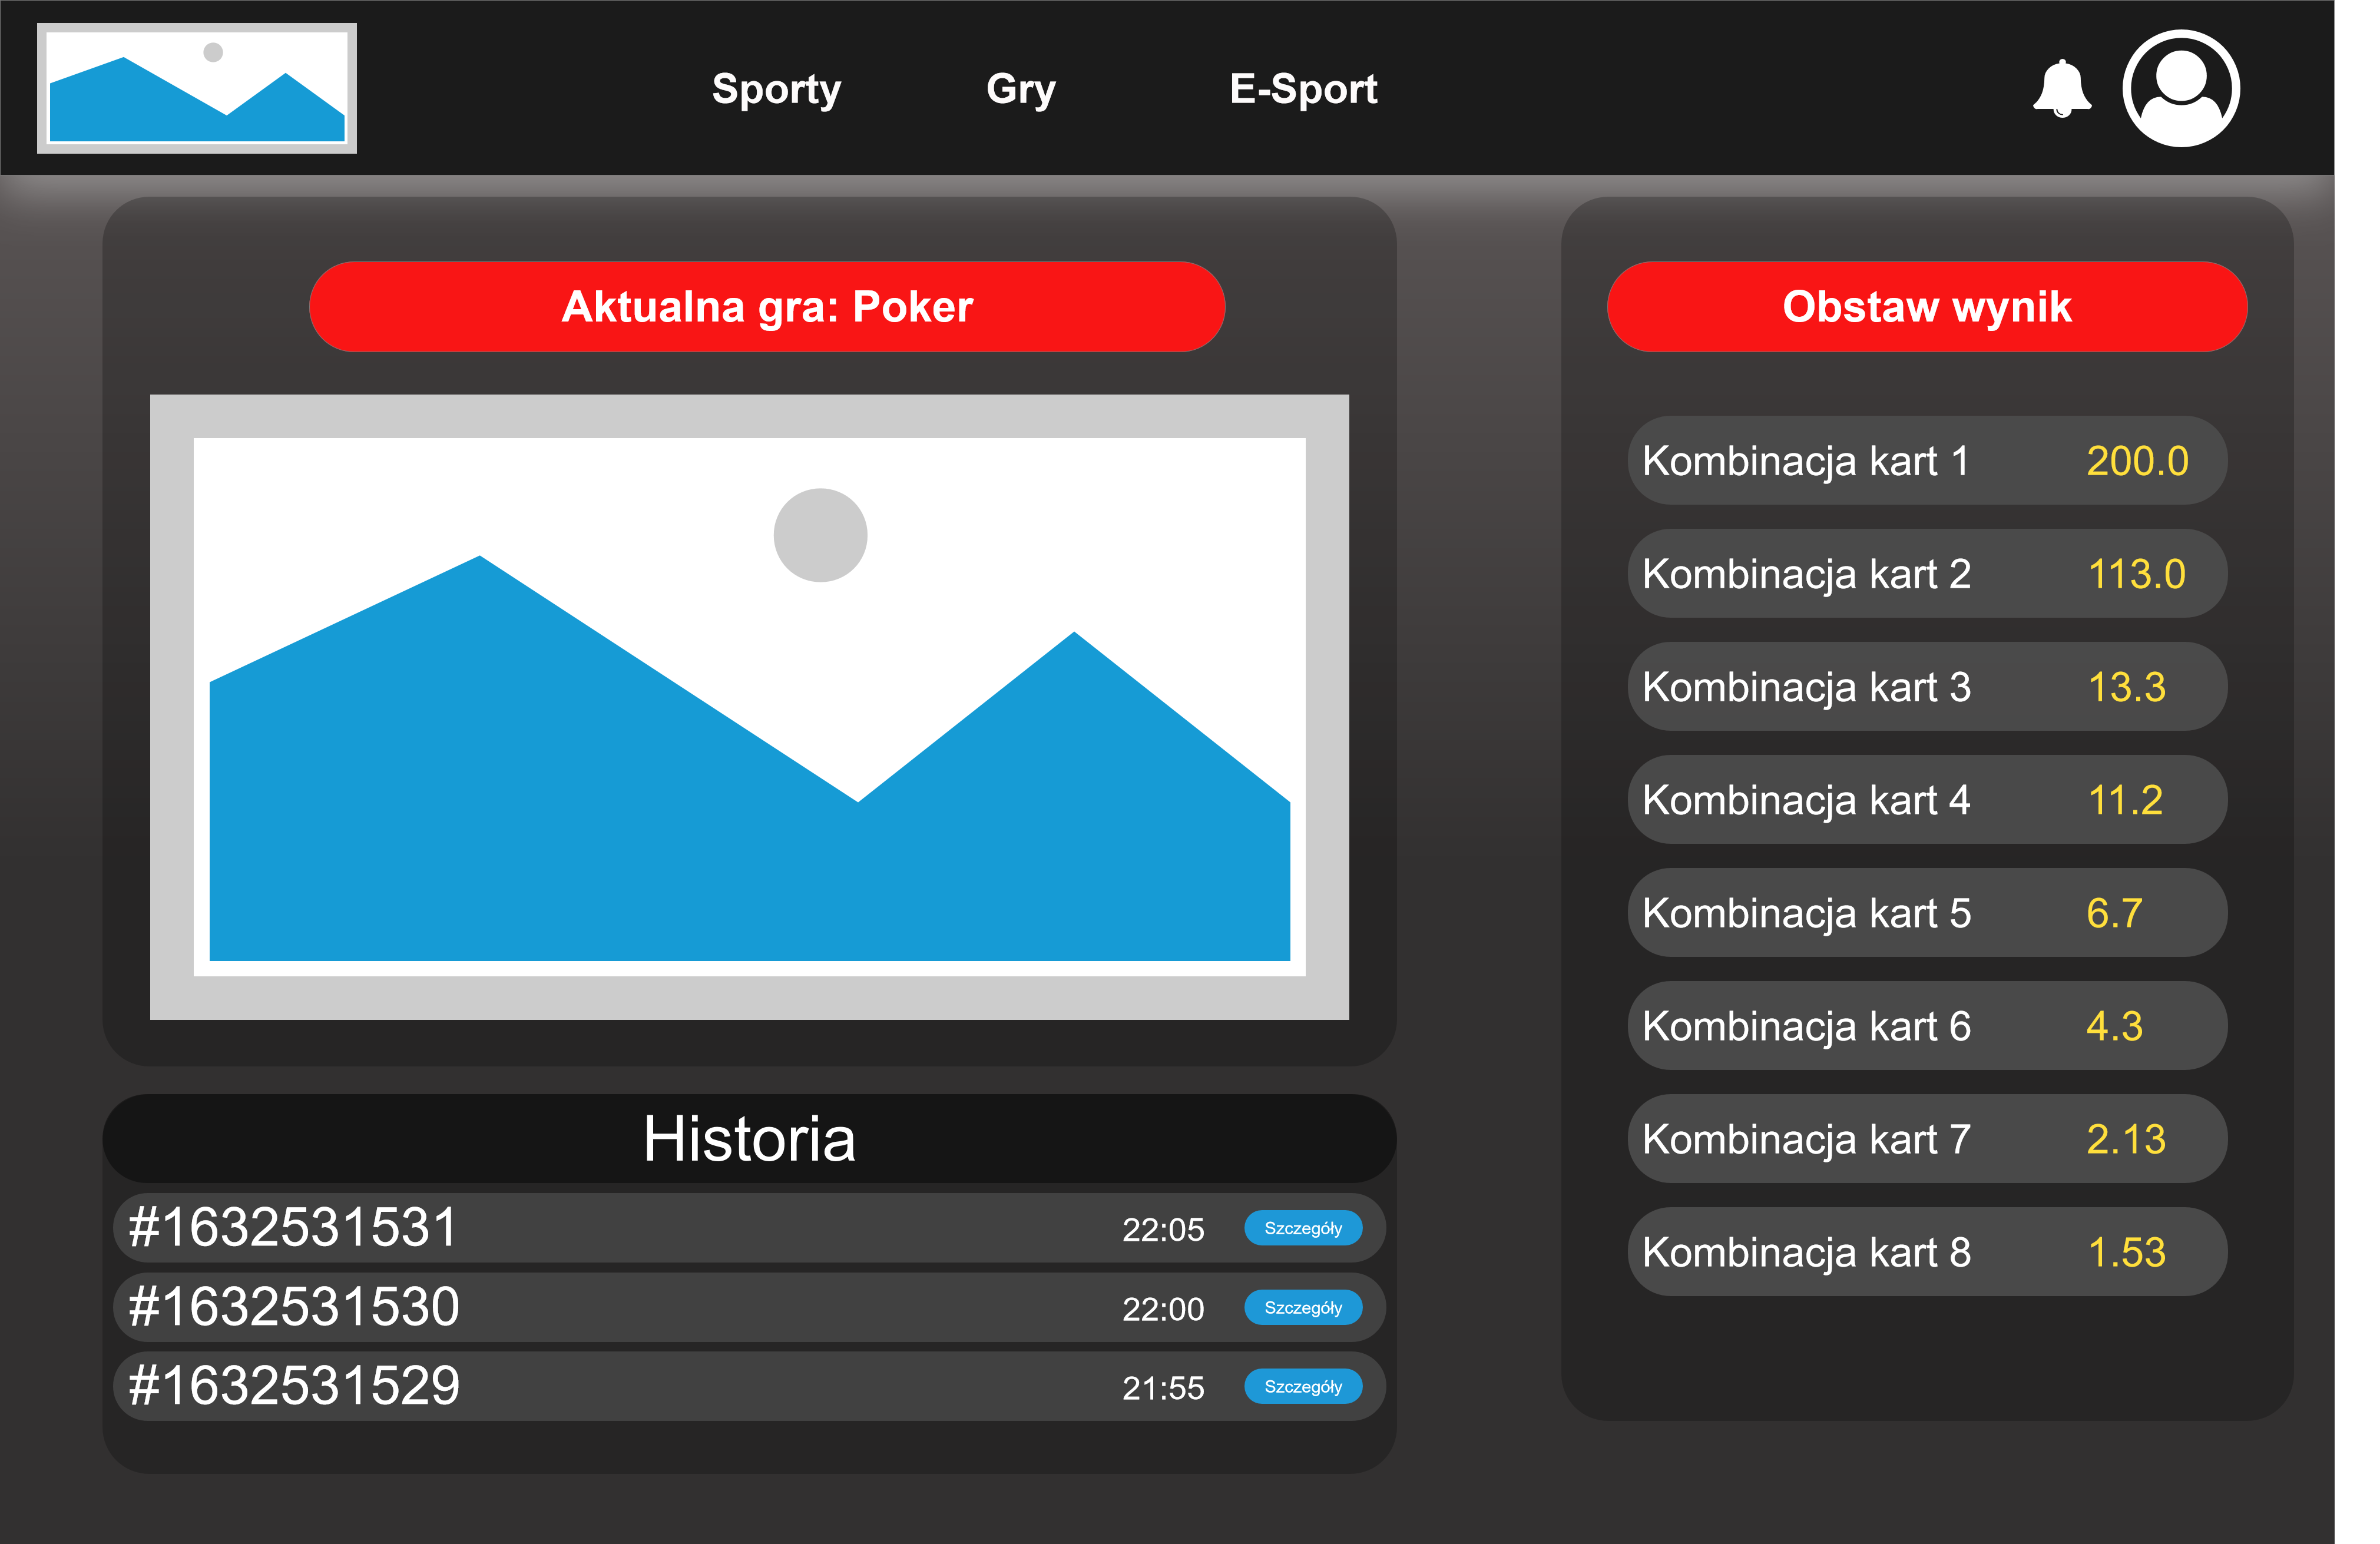 Sporty Gry E-Sport
Aktualna gra: Poker
Historia
#1632531531 22:05 Szczegóły
#1632531530 22:00 Szczegóły
#1632531529 21:55 Szczegóły
Obstaw wynik
Kombinacja kart 1 200.0
Kombinacja kart 2 113.0
Kombinacja kart 3 13.3
Kombinacja kart 4 11.2
Kombinacja kart 5 6.7
Kombinacja kart 6 4.3
Kombinacja kart 7 2.13
Kombinacja kart 8 1.53